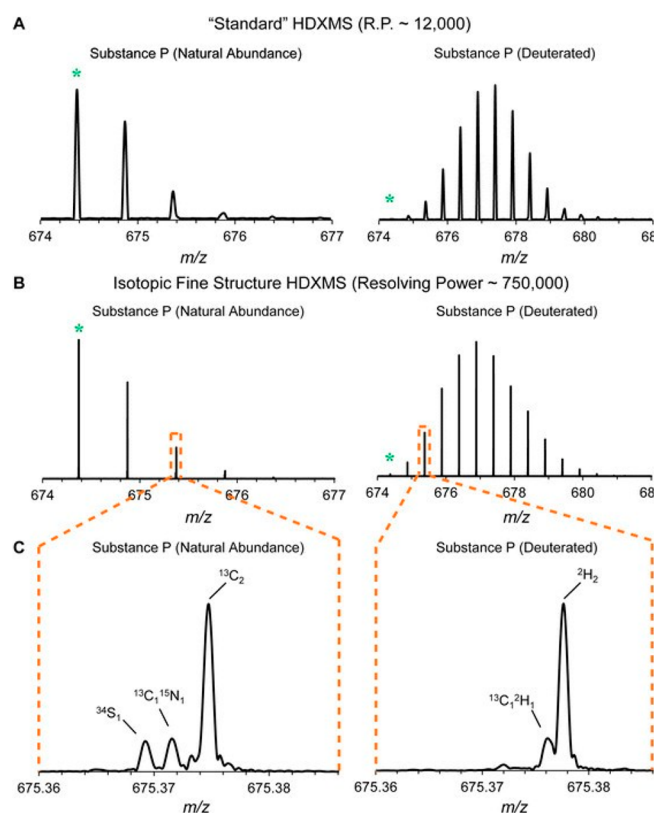 A
“Standard” HDXMS (R.P. ~ 12,000)
Substance P (Natural Abundance)
Substance P (Deuterated)
*
*
674 675 676 677
674 676 678 680 68
m/z
m/z
B
Isotopic Fine Structure HDXMS (Resolving Power ~ 750,000)
Substance P (Natural Abundance)
Substance P (Deuterated)
*
*
674 675 676 677
674 676 678 680 68
m/z
m/z
C
Substance P (Natural Abundance)
Substance P (Deuterated)
¹³C₂
²H₂
¹³C₁¹⁵N₁
¹³C₁²H₁
³⁴S₁
675.36 675.37 675.38
675.36 675.37 675.38
m/z
m/z